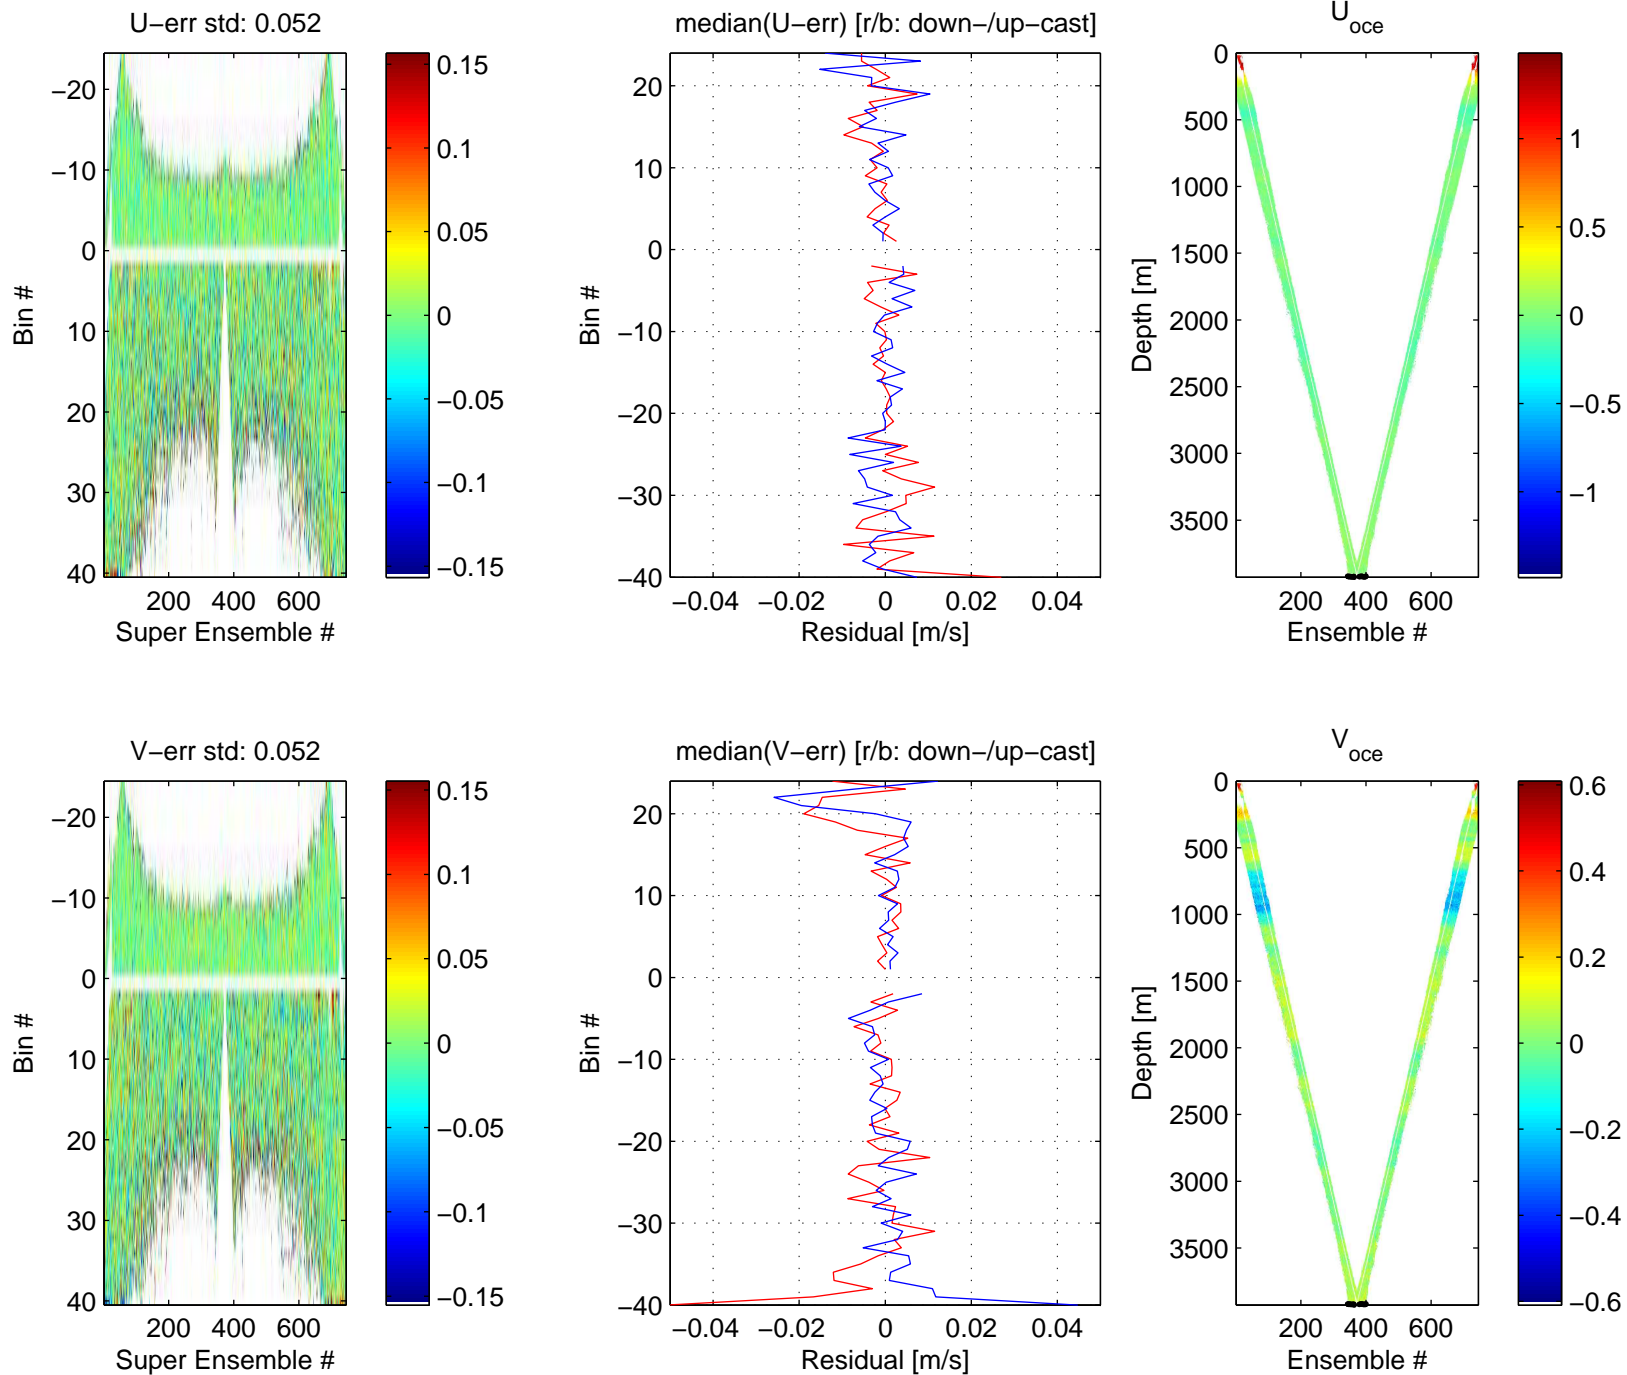 U−err std: 0.052
−20
−10
0
10
20
30
40
Bin #
200 400 600
Super Ensemble #
0.15
0.1
0.05
0
−0.05
−0.1
−0.15
median(U−err) [r/b: down−/up−cast]
20
10
0
−10
−20
−30
−40
Bin #
−0.04 −0.02 0 0.02 0.04
Residual [m/s]
U oce
0
500
1000
1500
2000
2500
3000
3500
Depth [m]
200 400 600
Ensemble #
1
0.5
0
−0.5
−1
V−err std: 0.052
−20
−10
0
10
20
30
40
Bin #
200 400 600
Super Ensemble #
0.15
0.1
0.05
0
−0.05
−0.1
−0.15
median(V−err) [r/b: down−/up−cast]
20
10
0
−10
−20
−30
−40
Bin #
−0.04 −0.02 0 0.02 0.04
Residual [m/s]
V oce
0
500
1000
1500
2000
2500
3000
3500
Depth [m]
200 400 600
Ensemble #
0.6
0.4
0.2
0
−0.2
−0.4
−0.6